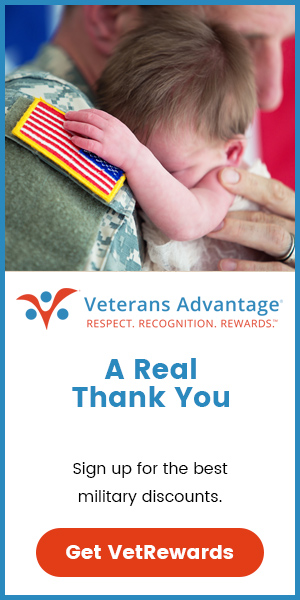 Veterans Advantage®
RESPECT. RECOGNITION. REWARDS.™
A Real
Thank You
Sign up for the best
military discounts.
Get VetRewards